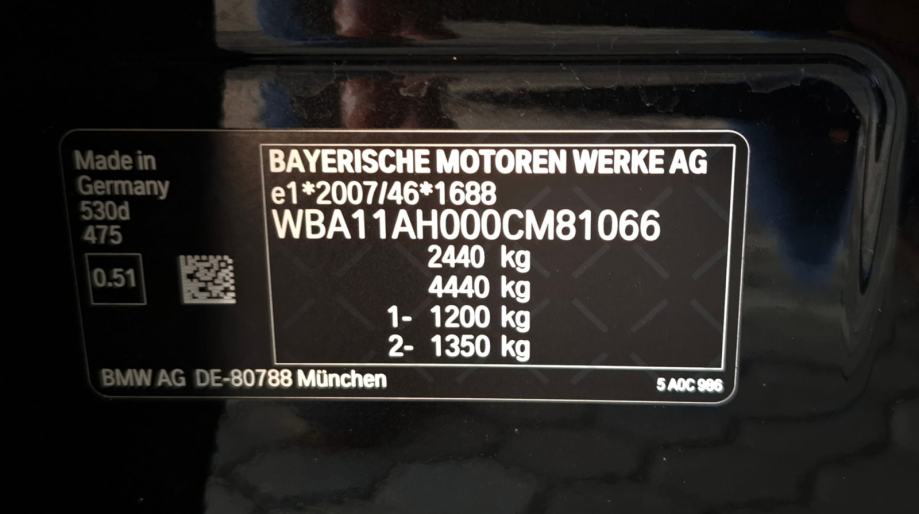 Made in
Germany
530d
475
0.51
BAYERISCHE MOTOREN WERKE AG
e1*2007/46*1688
WBA11AH000CM81066
2440 kg
4440 kg
1- 1200 kg
2- 1350 kg
BMW AG DE-80788 München
5 A0C 986